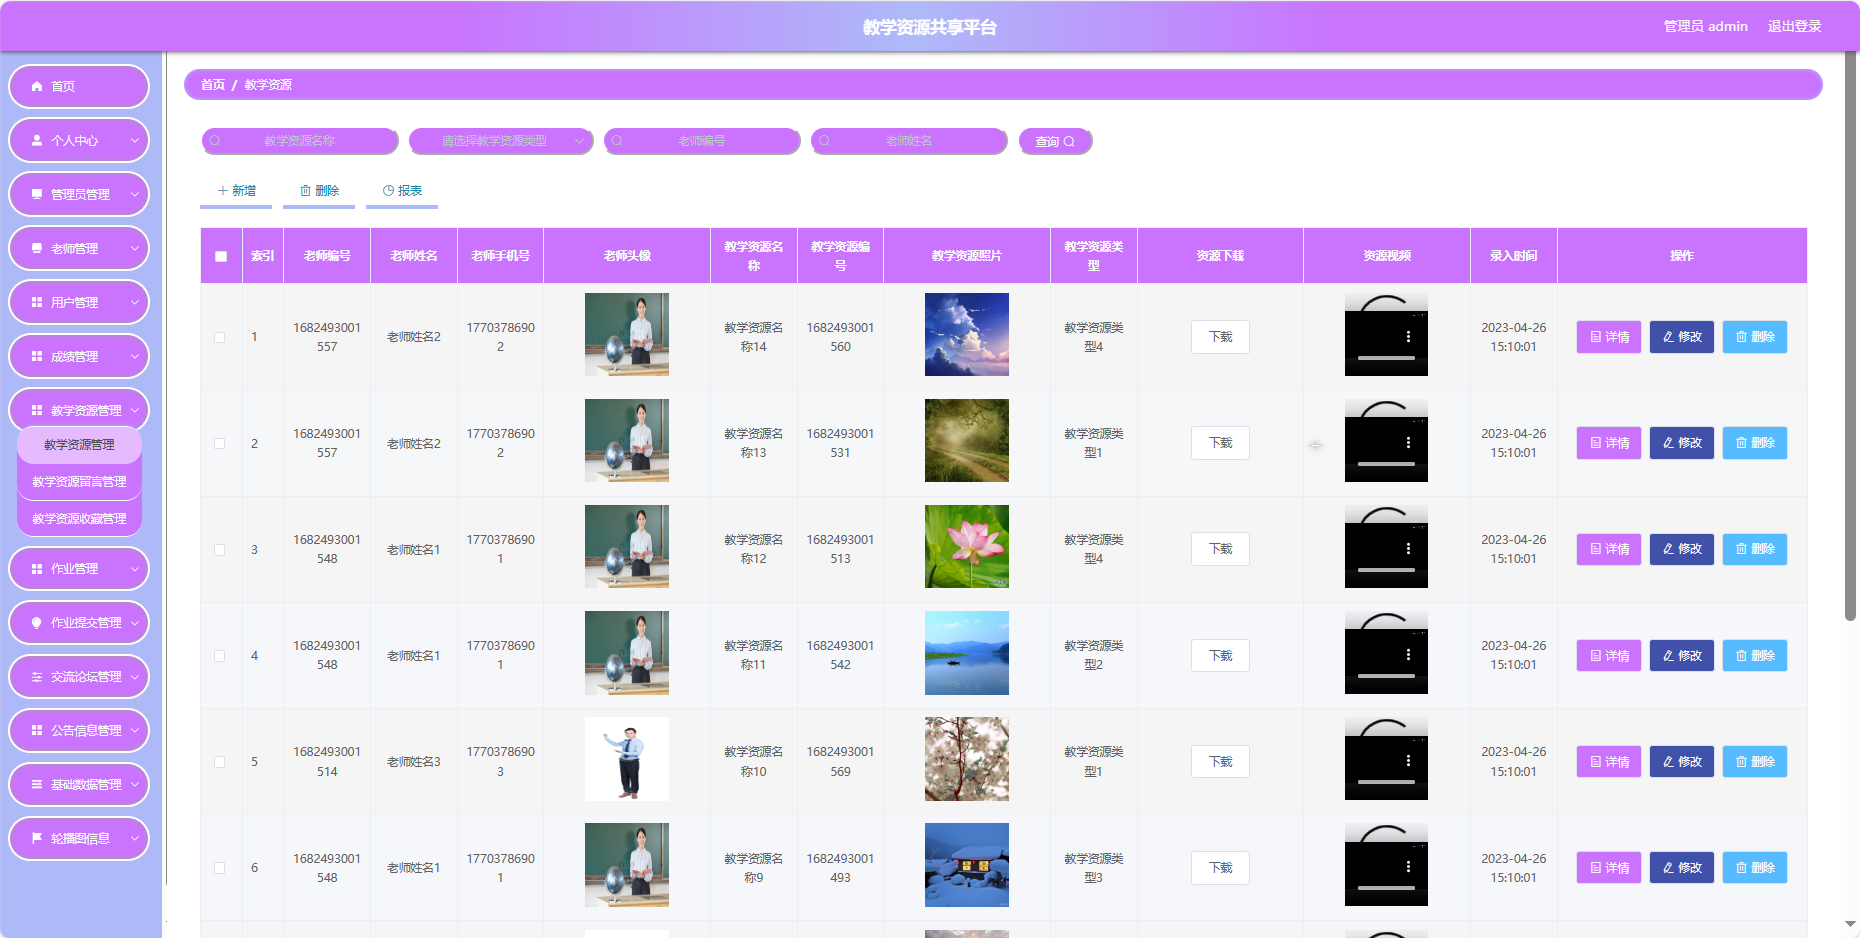 教学资源共享平台
管理员 admin 退出登录
首页
个人中心
管理员管理
老师管理
用户管理
成绩管理
教学资源管理
教学资源管理
教学资源留言管理
教学资源收藏管理
作业管理
作业提交管理
交流论坛管理
公告信息管理
基础数据管理
轮播图信息
首页 / 教学资源
教学资源名称 请选择教学资源类型 老师编号 老师姓名 查询
新增 删除 报表
索引 老师编号 老师姓名 老师手机号 老师头像 教学资源名称 教学资源编号 教学资源照片 教学资源类型 资源下载 资源视频 录入时间 操作
1 1682493001557 老师姓名2 17703786902 教学资源名称14 1682493001560 教学资源类型4 下载 2023-04-26 15:10:01 详情 修改 删除
2 1682493001557 老师姓名2 17703786902 教学资源名称13 1682493001531 教学资源类型1 下载 2023-04-26 15:10:01 详情 修改 删除
3 1682493001548 老师姓名1 17703786901 教学资源名称12 1682493001513 教学资源类型4 下载 2023-04-26 15:10:01 详情 修改 删除
4 1682493001548 老师姓名1 17703786901 教学资源名称11 1682493001542 教学资源类型2 下载 2023-04-26 15:10:01 详情 修改 删除
5 1682493001514 老师姓名3 17703786903 教学资源名称10 1682493001569 教学资源类型1 下载 2023-04-26 15:10:01 详情 修改 删除
6 1682493001548 老师姓名1 17703786901 教学资源名称9 1682493001493 教学资源类型3 下载 2023-04-26 15:10:01 详情 修改 删除